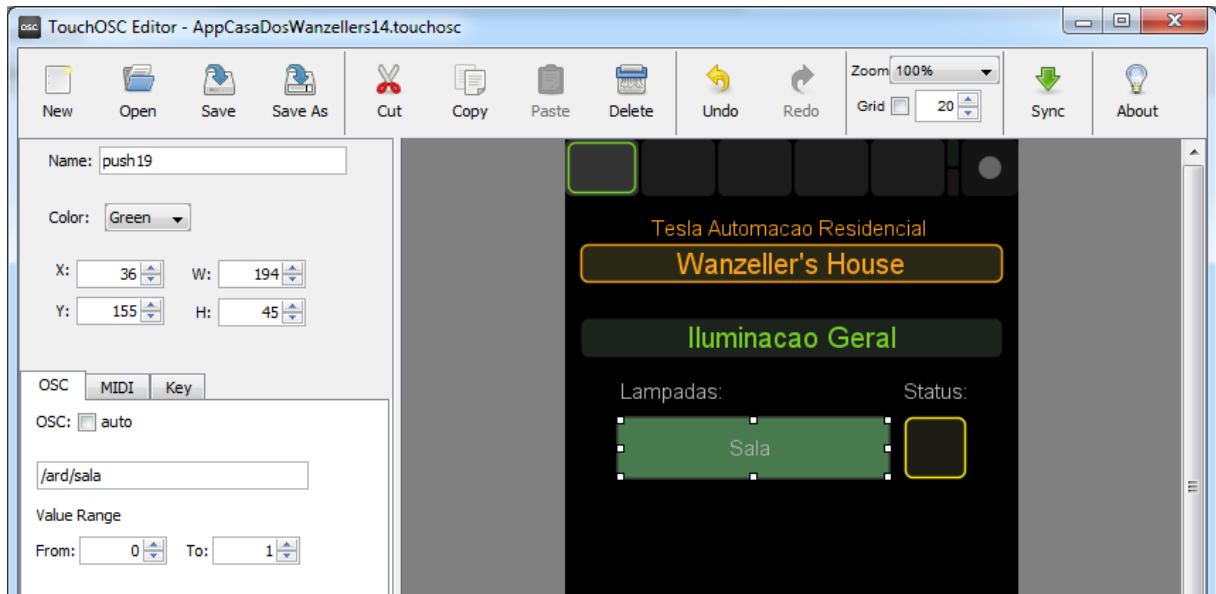 osc TouchOSC Editor - AppCasaDosWanzellers14.touchosc
New Open Save Save As Cut Copy Paste Delete Undo Redo Zoom 100% Sync About
Grid 20
Name: push19
Color: Green
X: 36 W: 194
Y: 155 H: 45
OSC MIDI Key
OSC: auto
/ard/sala
Value Range
From: 0 To: 1
Tesla Automacao Residencial
Wanzeller's House
Iluminacao Geral
Lampadas: Status:
Sala